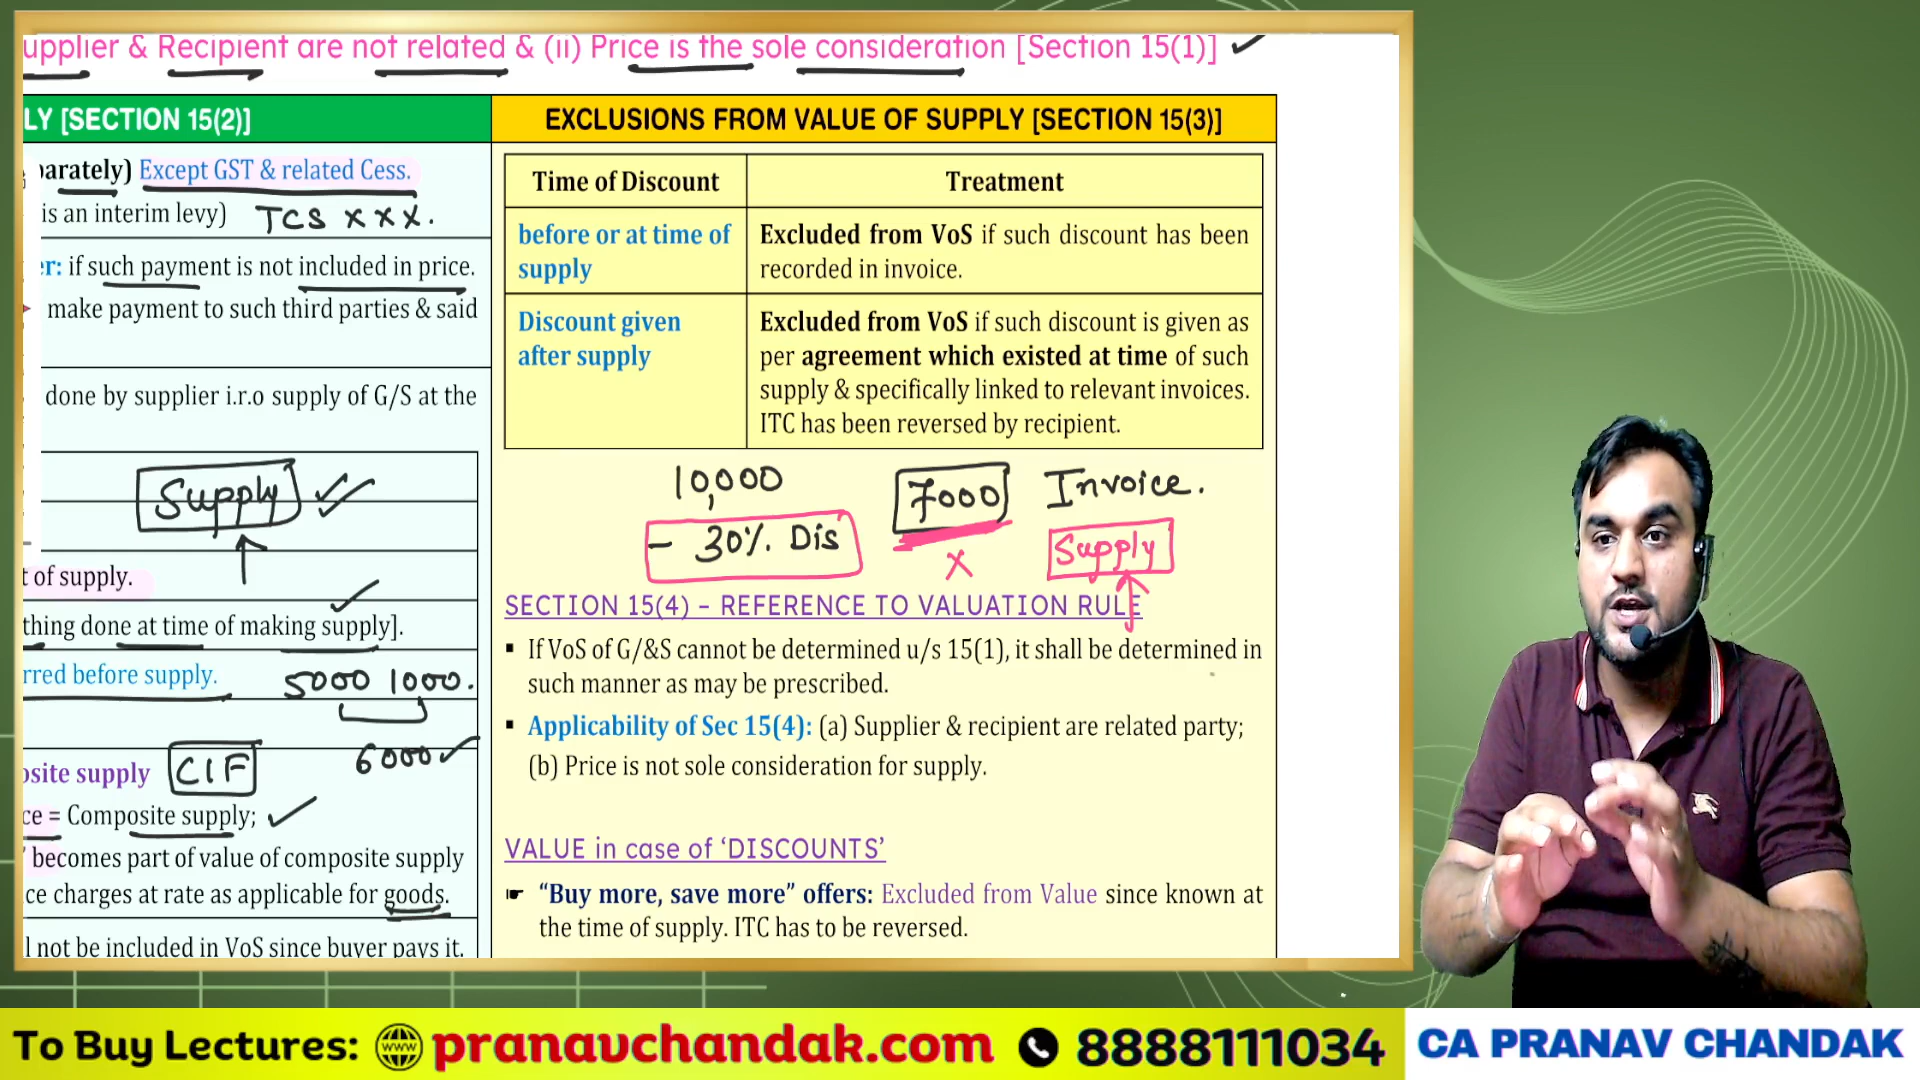 upplier & Recipient are not related & (ii) Price is the sole consideration [Section 15(1)]
LY [SECTION 15(2)]
parately) Except GST & related Cess.
is an interim levy) TCS x x x.
er: if such payment is not included in price.
make payment to such third parties & said
done by supplier i.r.o supply of G/S at the
Supply
t of supply.
thing done at time of making supply].
rred before supply. 5000 1000.
6000
osite supply CIF
ce = Composite supply;
becomes part of value of composite supply
ce charges at rate as applicable for goods.
l not be included in VoS since buyer pays it.
EXCLUSIONS FROM VALUE OF SUPPLY [SECTION 15(3)]
Time of Discount
Treatment
before or at time of
supply
Excluded from VoS if such discount has been
recorded in invoice.
Discount given
after supply
Excluded from VoS if such discount is given as
per agreement which existed at time of such
supply & specifically linked to relevant invoices.
ITC has been reversed by recipient.
10,000 7000 Invoice.
- 30% Dis x Supply
SECTION 15(4) – REFERENCE TO VALUATION RULE
▪ If VoS of G/&S cannot be determined u/s 15(1), it shall be determined in
such manner as may be prescribed.
▪ Applicability of Sec 15(4): (a) Supplier & recipient are related party;
(b) Price is not sole consideration for supply.
VALUE in case of ‘DISCOUNTS’
☛ “Buy more, save more” offers: Excluded from Value since known at
the time of supply. ITC has to be reversed.
To Buy Lectures: www pranavchandak.com 8888111034 CA PRANAV CHANDAK